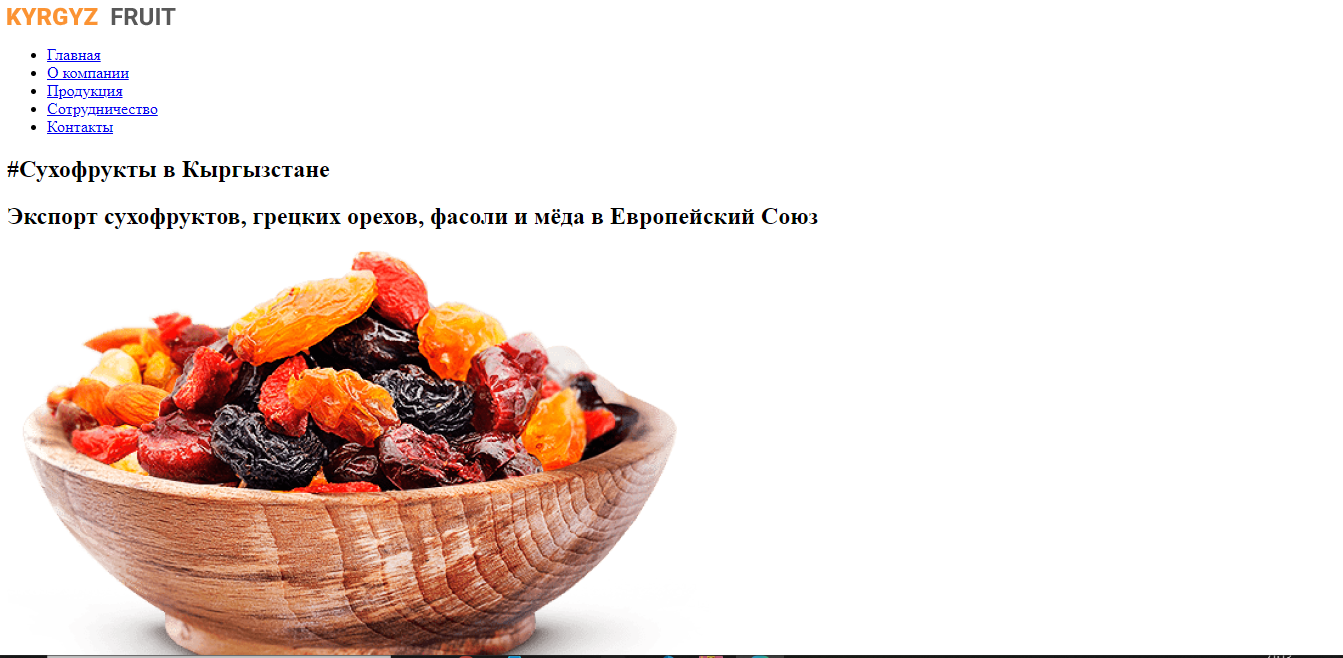 KYRGYZ FRUIT
Главная
О компании
Продукция
Сотрудничество
Контакты
#Сухофрукты в Кыргызстане
Экспорт сухофруктов, грецких орехов, фасоли и мёда в Европейский Союз